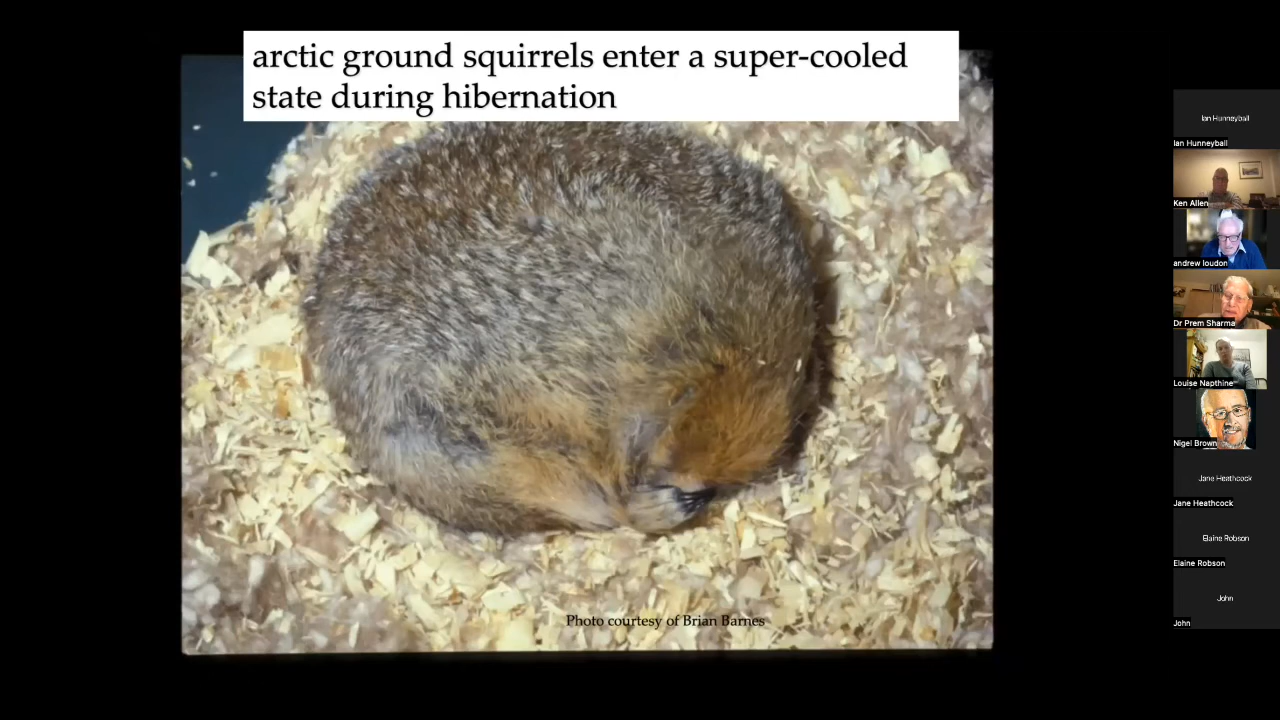 arctic ground squirrels enter a super-cooled
state during hibernation
Photo courtesy of Brian Barnes
Ian Hunneyball
Ian Hunneyball
Ken Allen
andrew loudon
Dr Prem Sharma
Louise Napthine
Nigel Brown
Jane Heathcock
Jane Heathcock
Elaine Robson
Elaine Robson
John
John